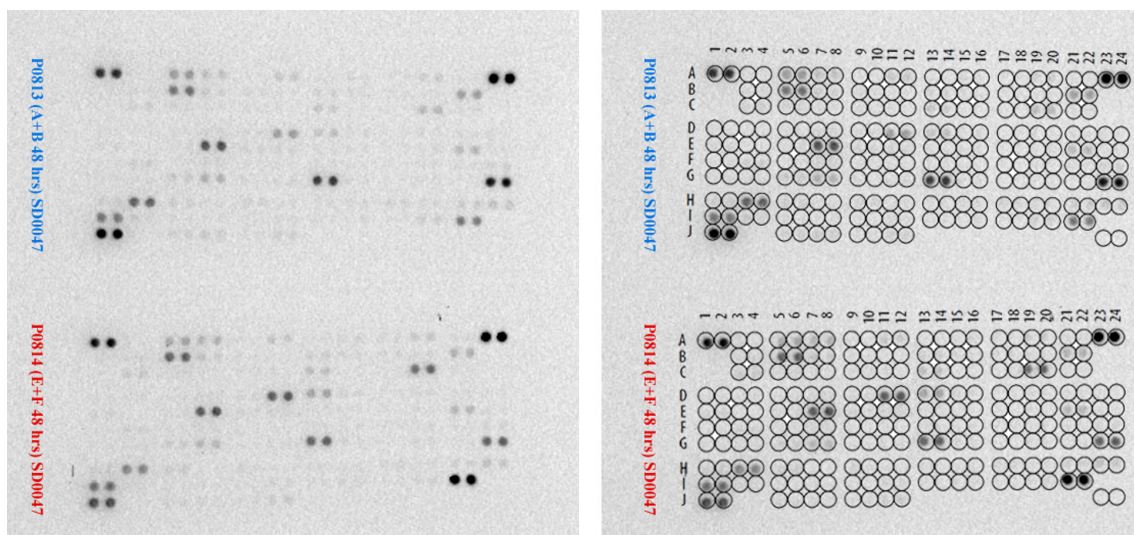 P0813 (A+B 48 hrs) SD0047
P0814 (E+F 48 hrs) SD0047
P0813 (A+B 48 hrs) SD0047
1 2 3 4 5 6 7 8 9 10 11 12 13 14 15 16 17 18 19 20 21 22 23 24
A
B
C
D
E
F
G
H
I
J
P0814 (E+F 48 hrs) SD0047
1 2 3 4 5 6 7 8 9 10 11 12 13 14 15 16 17 18 19 20 21 22 23 24
A
B
C
D
E
F
G
H
I
J